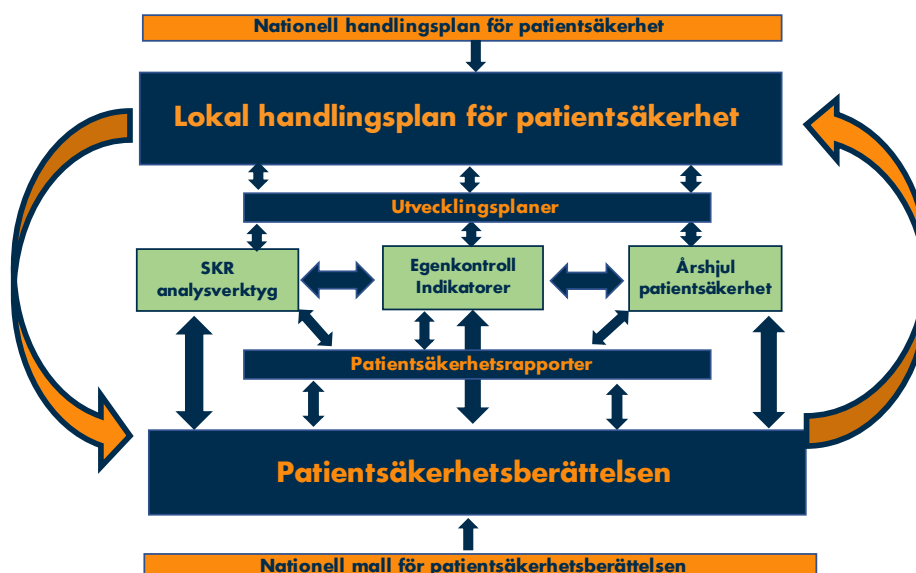 Nationell handlingsplan för patientsäkerhet
Lokal handlingsplan för patientsäkerhet
Utvecklingsplaner
SKR
analysverktyg
Egenkontroll
Indikatorer
Årshjul
patientsäkerhet
Patientsäkerhetsrapporter
Patientsäkerhetsberättelsen
Nationell mall för patientsäkerhetsberättelsen